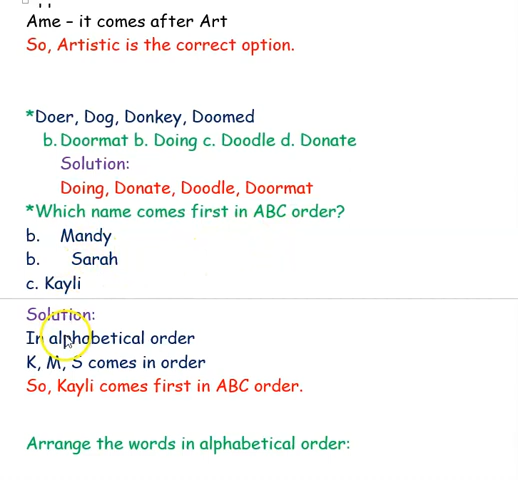 Ame – it comes after Art
So, Artistic is the correct option.
*Doer, Dog, Donkey, Doomed
b. Doormat b. Doing c. Doodle d. Donate
Solution:
Doing, Donate, Doodle, Doormat
*Which name comes first in ABC order?
b. Mandy
b. Sarah
c. Kayli
Solution:
In alphabetical order
K, M, S comes in order
So, Kayli comes first in ABC order.
Arrange the words in alphabetical order: